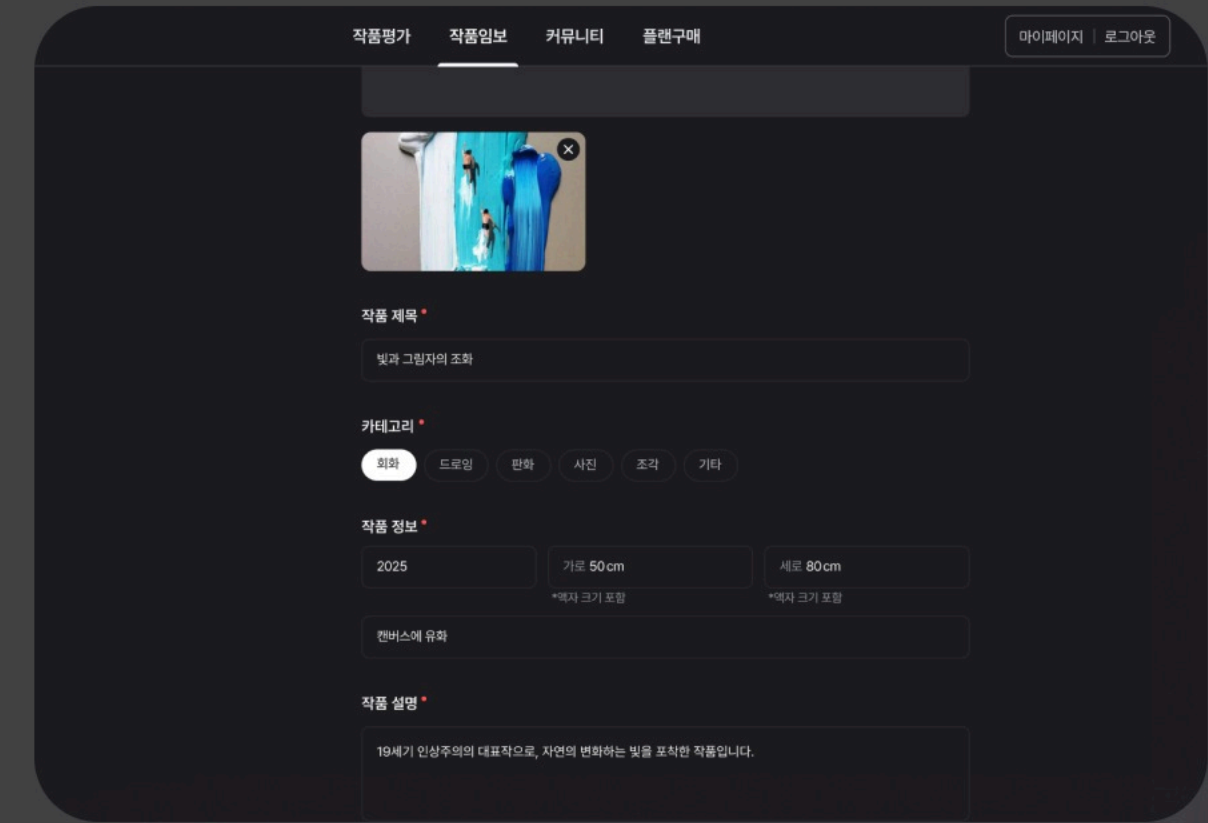 작품평가 작품임보 커뮤니티 플랜구매 마이페이지 | 로그아웃
작품 제목 *
빛과 그림자의 조화
카테고리 *
회화 드로잉 판화 사진 조각 기타
작품 정보 *
2025 가로 50cm 세로 80cm
*액자 크기 포함 *액자 크기 포함
캔버스에 유화
작품 설명 *
19세기 인상주의의 대표작으로, 자연의 변화하는 빛을 포착한 작품입니다.